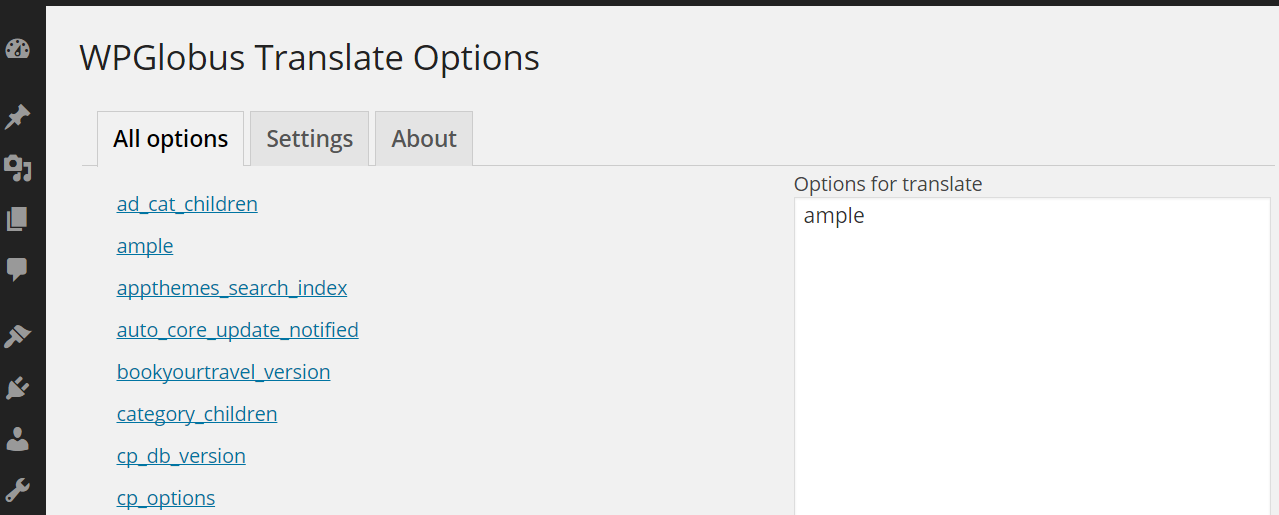 WPGlobus Translate Options
All options
Settings
About
ad_cat_children
ample
appthemes_search_index
auto_core_update_notified
bookyourtravel_version
category_children
cp_db_version
cp_options
Options for translate
ample